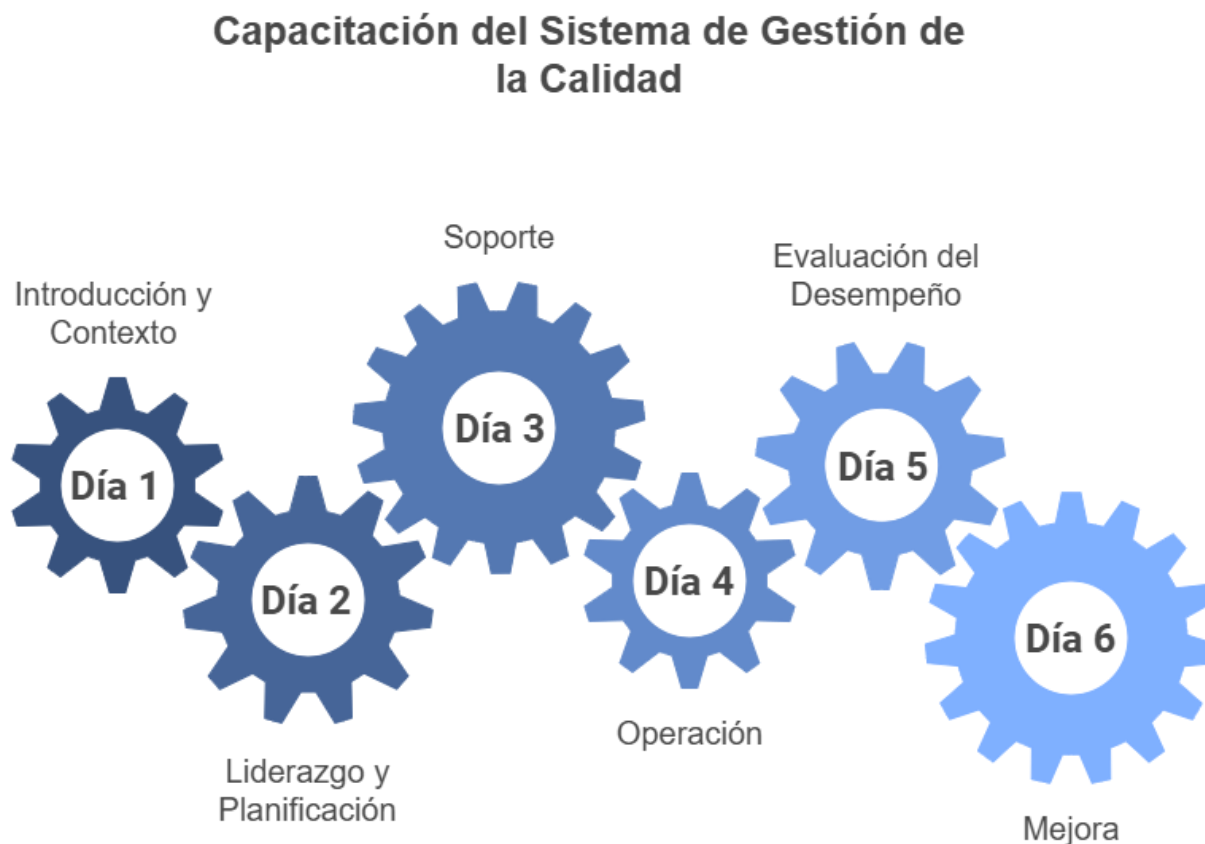 Capacitación del Sistema de Gestión de
la Calidad
Introducción y
Contexto
Día 1
Día 2
Liderazgo y
Planificación
Soporte
Día 3
Día 4
Operación
Evaluación del
Desempeño
Día 5
Día 6
Mejora